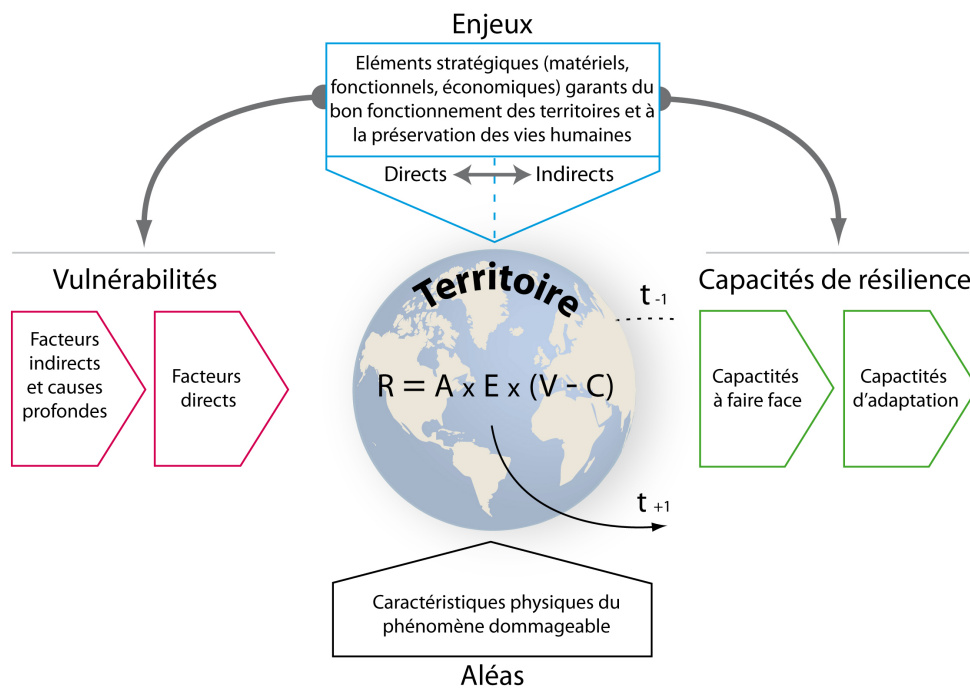 Enjeux
Eléments stratégiques (matériels,
fonctionnels, économiques) garants du
bon fonctionnement des territoires et à
la préservation des vies humaines
Directs
Indirects
Vulnérabilités
Facteurs
indirects
et causes
profondes
Facteurs
directs
Territoire
R = A x E x (V - C)
t -1
t +1
Capacités de résilience
Capactités
à faire face
Capactités
d'adaptation
Caractéristiques physiques du
phénomène dommageable
Aléas